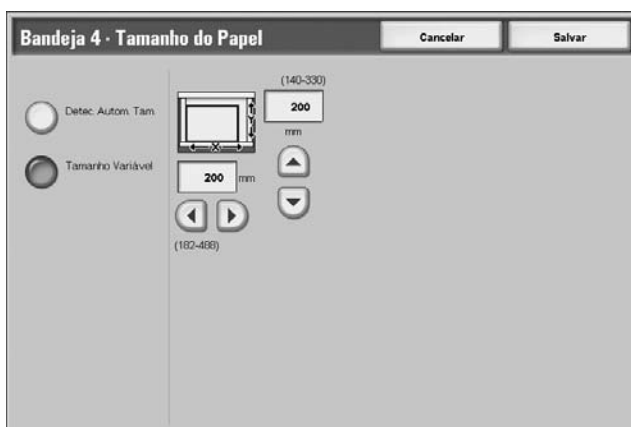 Bandeja 4 - Tamanho do Papel
Cancelar
Salvar
Detec. Autom. Tam.
Tamanho Variável
(140-330)
200
mm
Y
X
200 mm
(182-488)